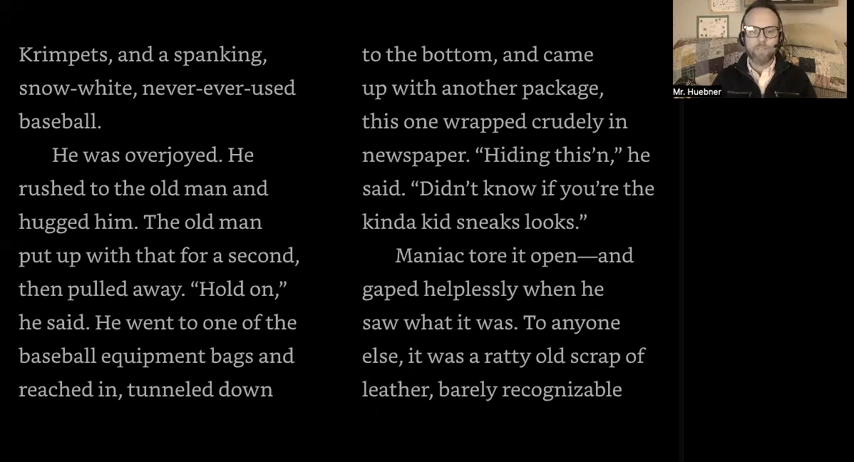 Krimpets, and a spanking,
snow-white, never-ever-used
baseball.
He was overjoyed. He
rushed to the old man and
hugged him. The old man
put up with that for a second,
then pulled away. “Hold on,”
he said. He went to one of the
baseball equipment bags and
reached in, tunneled down
to the bottom, and came
up with another package,
this one wrapped crudely in
newspaper. “Hiding this’n,” he
said. “Didn’t know if you’re the
kinda kid sneaks looks.”
Maniac tore it open—and
gaped helplessly when he
saw what it was. To anyone
else, it was a ratty old scrap of
leather, barely recognizable
Mr. Huebner